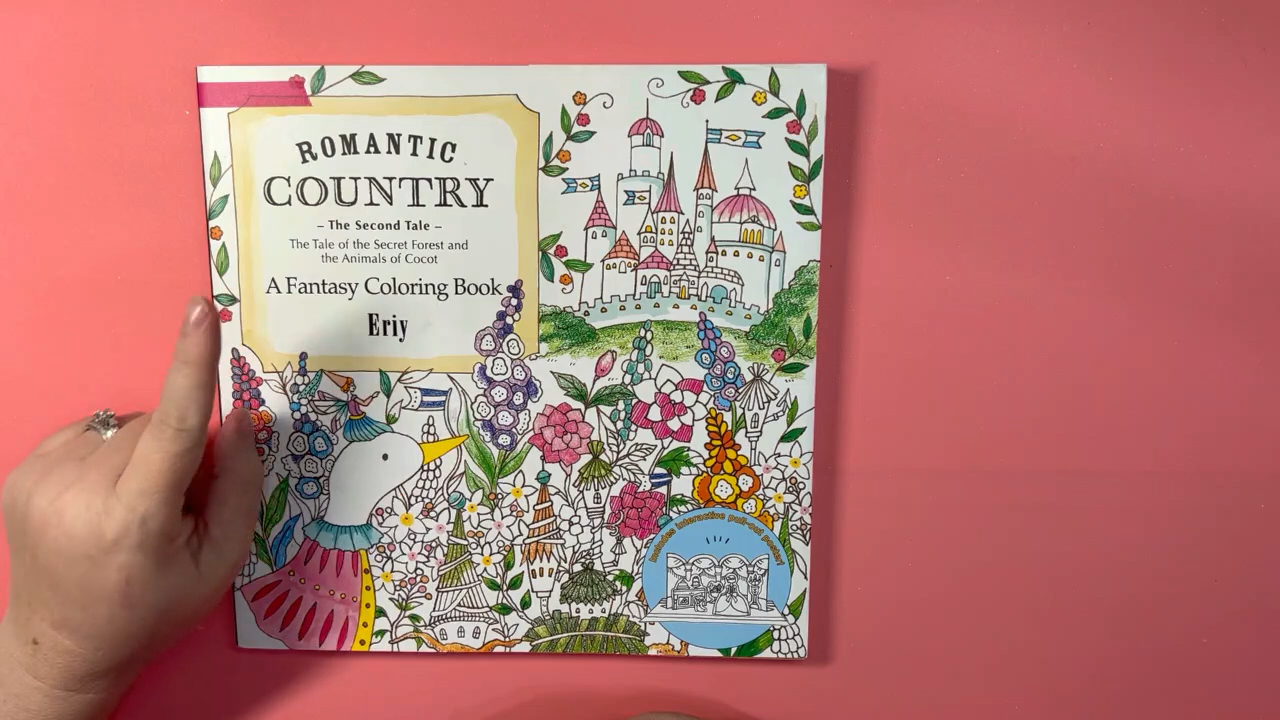 ROMANTIC
COUNTRY
– The Second Tale –
The Tale of the Secret Forest and
the Animals of Cocot
A Fantasy Coloring Book
Eriy
Includes interactive pull-out poster!